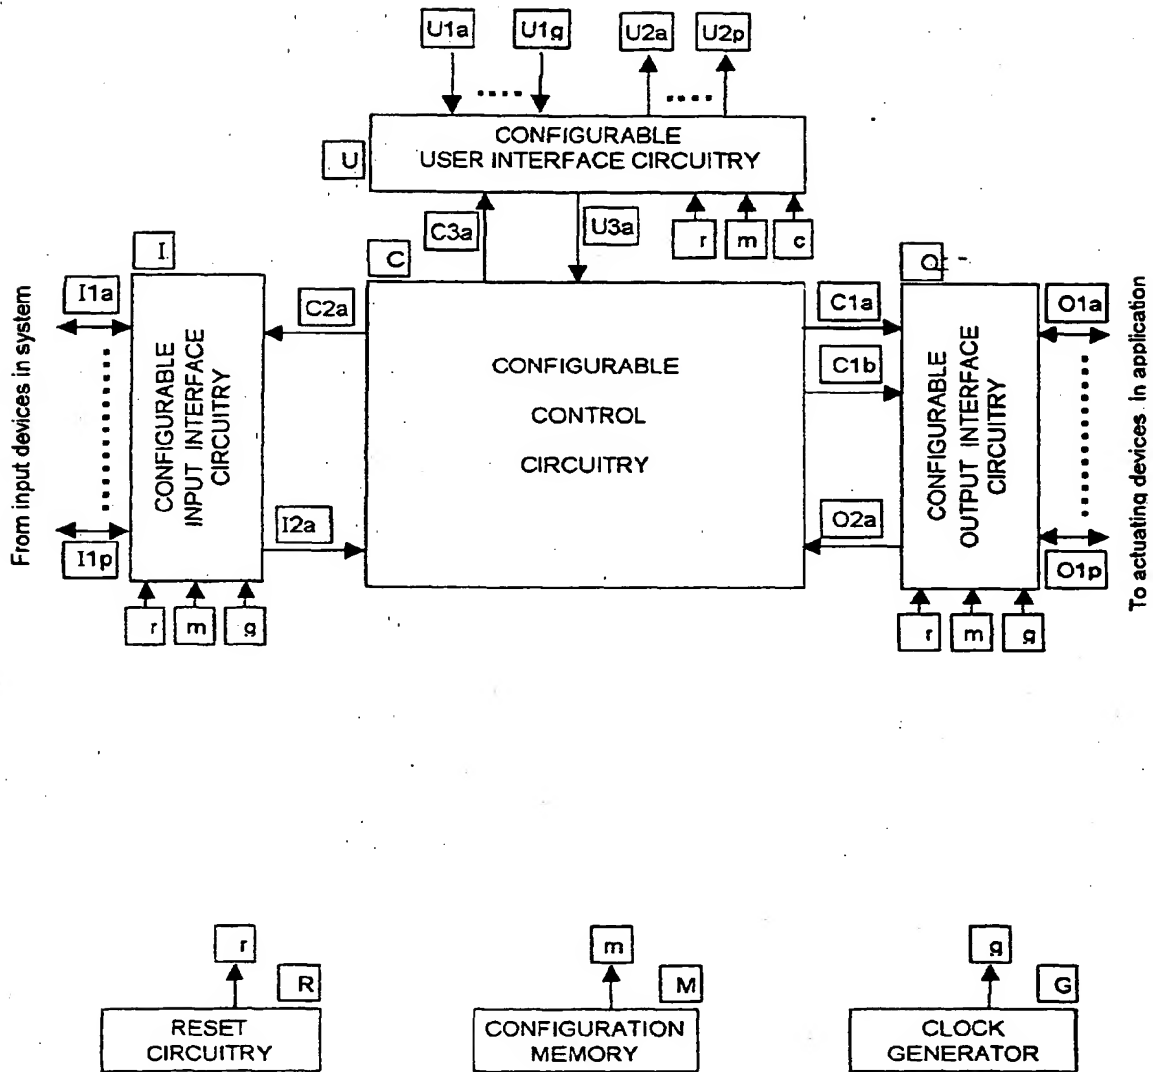 U1a U1g U2a U2p
CONFIGURABLE
USER INTERFACE CIRCUITRY
U
C3a U3a r m c
I
C
O
From input devices in system
I1a
C2a
CONFIGURABLE
INPUT INTERFACE
CIRCUITRY
I2a
I1p
r m g
CONFIGURABLE
CONTROL
CIRCUITRY
C1a
C1b
O2a
CONFIGURABLE
OUTPUT INTERFACE
CIRCUITRY
O1a
O1p
r m g
To actuating devices in application
r
R
RESET
CIRCUITRY
m
M
CONFIGURATION
MEMORY
g
G
CLOCK
GENERATOR